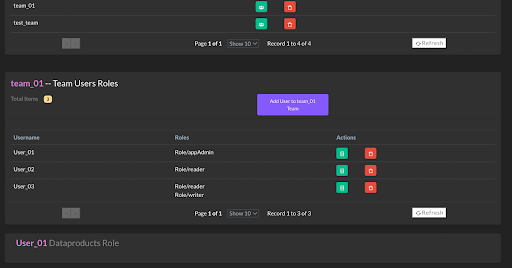 team_01
test_team
Page 1 of 1 Show 10 Record 1 to 4 of 4 Refresh
team_01 -- Team Users Roles
Total Items 3
Add User to team_01
Team
Username Roles Actions
User_01 Role/appAdmin
User_02 Role/reader
User_03 Role/reader
Role/writer
Page 1 of 1 Show 10 Record 1 to 3 of 3 Refresh
User_01 Dataproducts Role